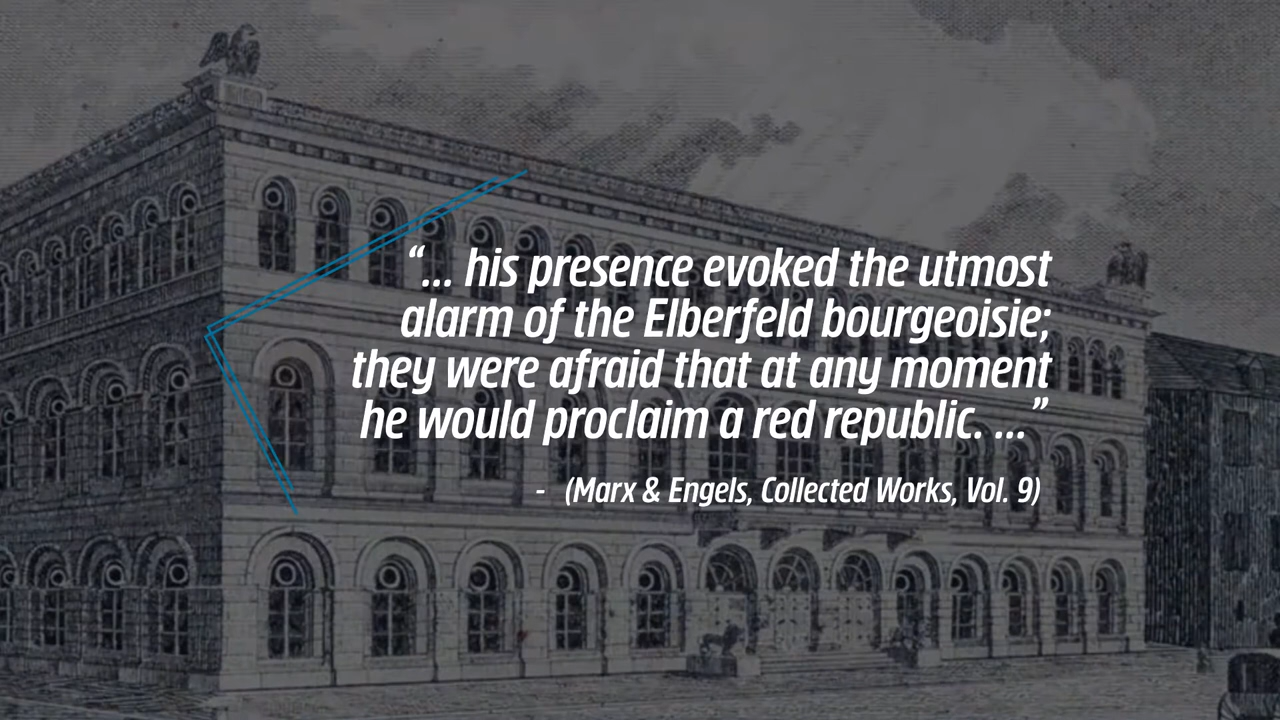 “... his presence evoked the utmost
alarm of the Elberfeld bourgeoisie;
they were afraid that at any moment
he would proclaim a red republic. ...”
- (Marx & Engels, Collected Works, Vol. 9)